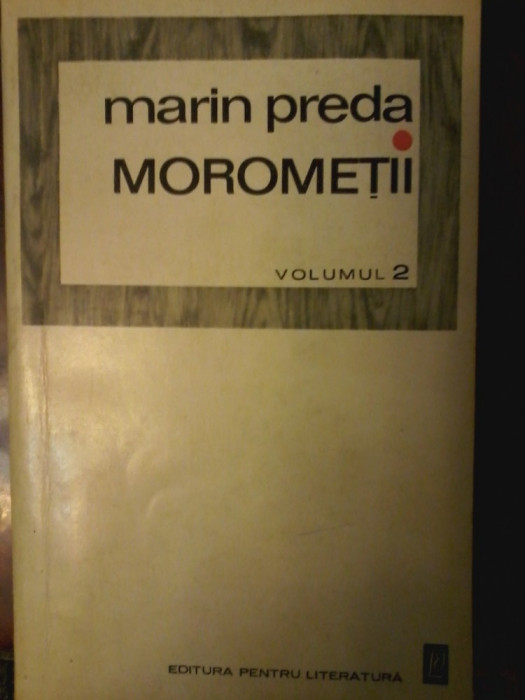 marin preda
MOROMEȚII
VOLUMUL 2
EDITURA PENTRU LITERATURĂ